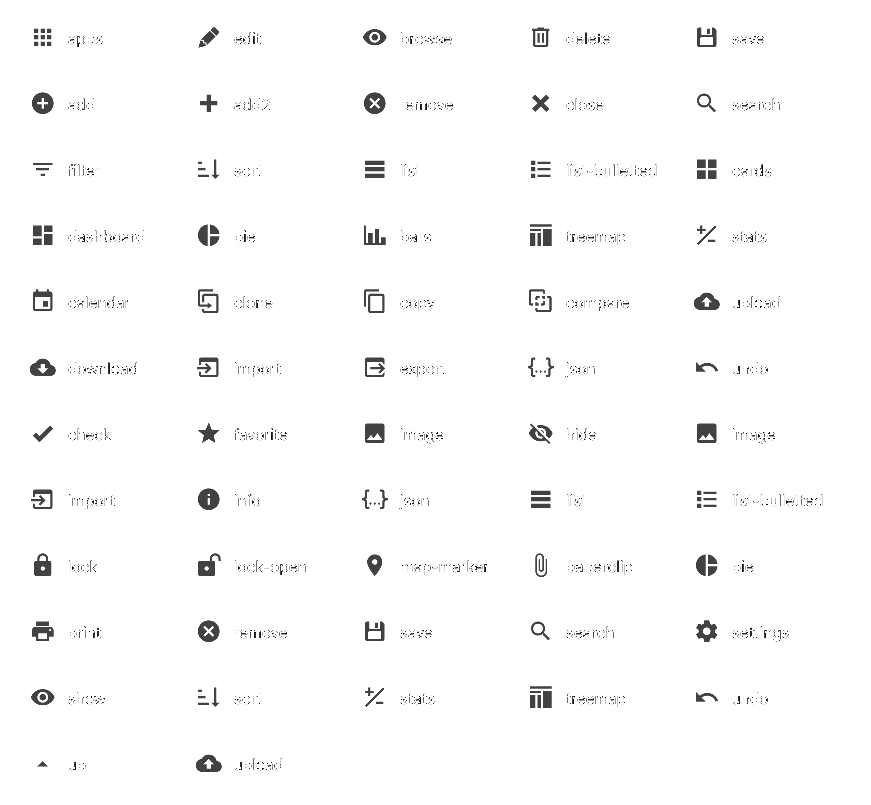 apps edit browse delete save
add add2 remove close search
filter sort list list-bulletted cards
dashboard pie bars treemap stats
calendar clone copy compare upload
download import export {...} json undo
check favorite image hide image
import i info {...} json list list-bulletted
lock lock-open map-marker paperclip pie
print remove save search settings
show sort stats treemap undo
up upload